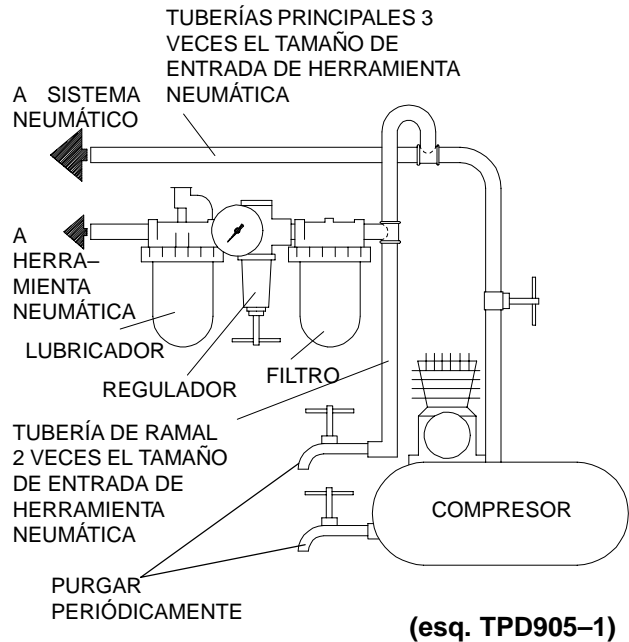 TUBERÍAS PRINCIPALES 3
VECES EL TAMAÑO DE
ENTRADA DE HERRAMIENTA
NEUMÁTICA
A SISTEMA
NEUMÁTICO
A
HERRA–
MIENTA
NEUMÁTICA
LUBRICADOR
REGULADOR
FILTRO
TUBERÍA DE RAMAL
2 VECES EL TAMAÑO
DE ENTRADA DE
HERRAMIENTA
NEUMÁTICA
COMPRESOR
PURGAR
PERIÓDICAMENTE
(esq. TPD905–1)